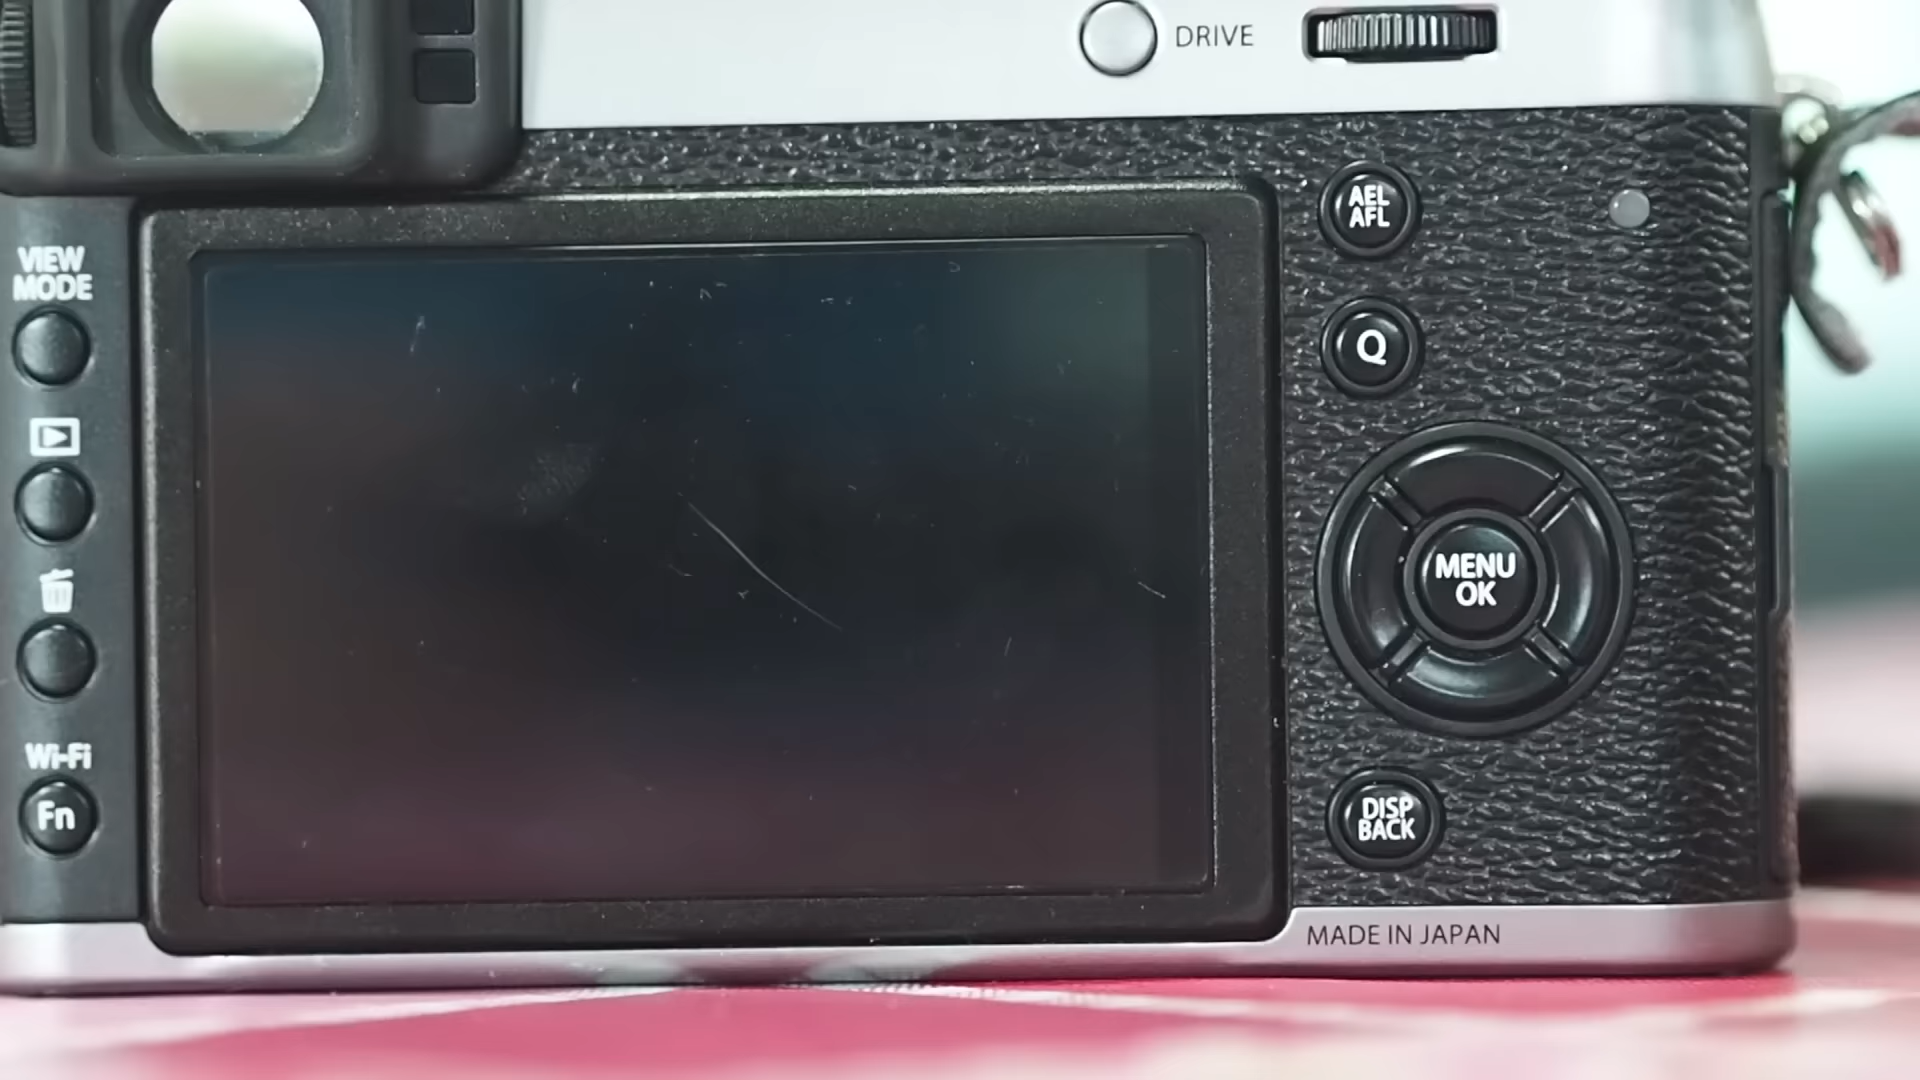 DRIVE
AEL
AFL
VIEW
MODE
Q
MENU
OK
Wi-Fi
Fn
DISP
BACK
MADE IN JAPAN